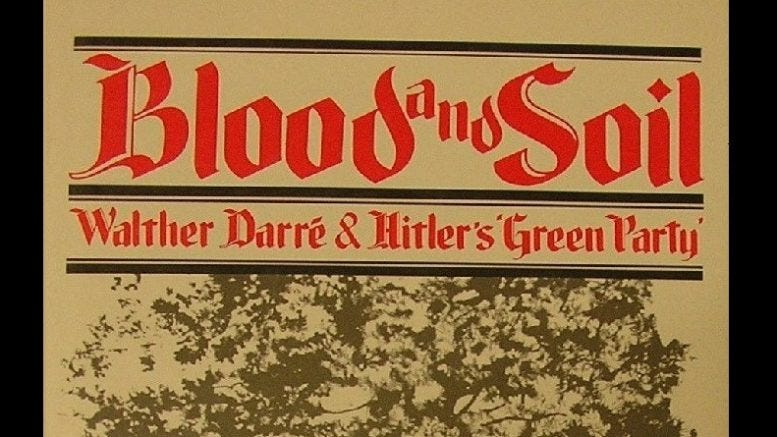 Blood and Soil
Walther Darré & Hitler's 'Green Party'